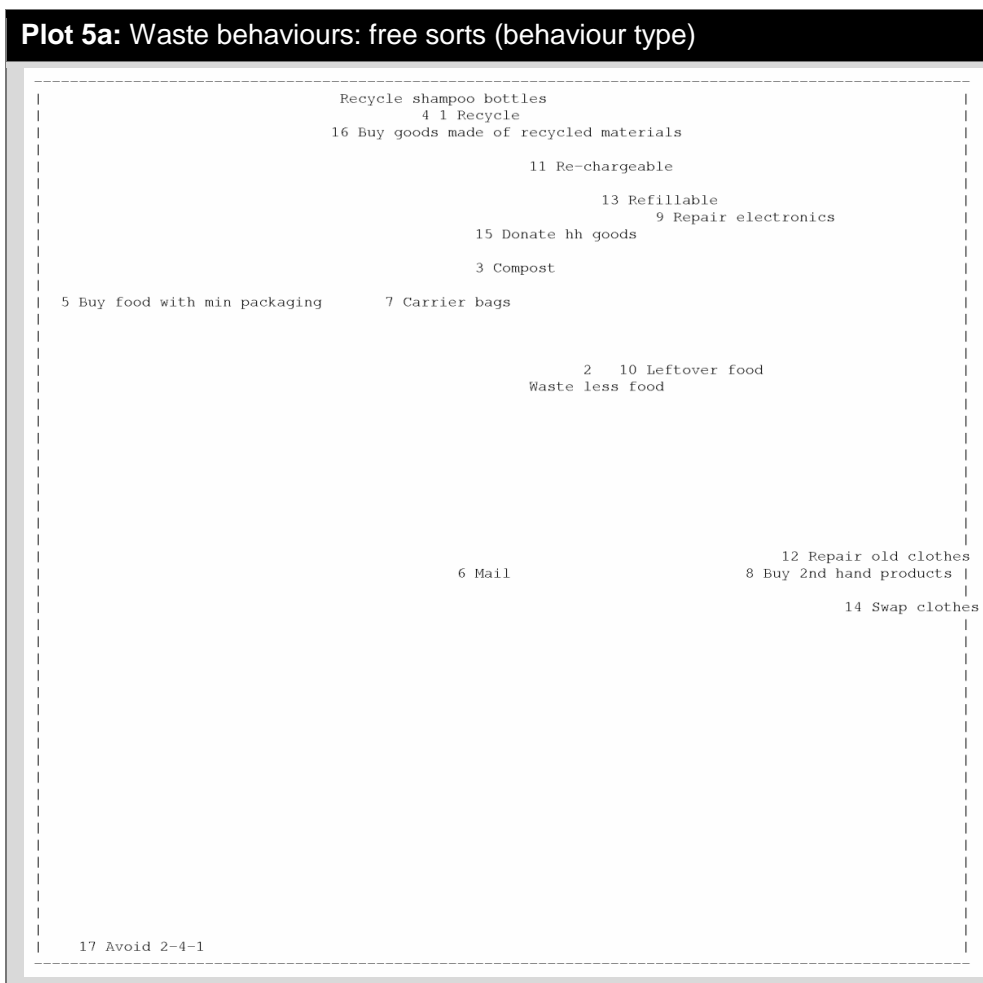 Plot 5a: Waste behaviours: free sorts (behaviour type)
Recycle shampoo bottles
4 1 Recycle
16 Buy goods made of recycled materials
11 Re-chargeable
13 Refillable
9 Repair electronics
15 Donate hh goods
3 Compost
5 Buy food with min packaging 7 Carrier bags
2 10 Leftover food
Waste less food
12 Repair old clothes
6 Mail 8 Buy 2nd hand products
14 Swap clothes
17 Avoid 2-4-1